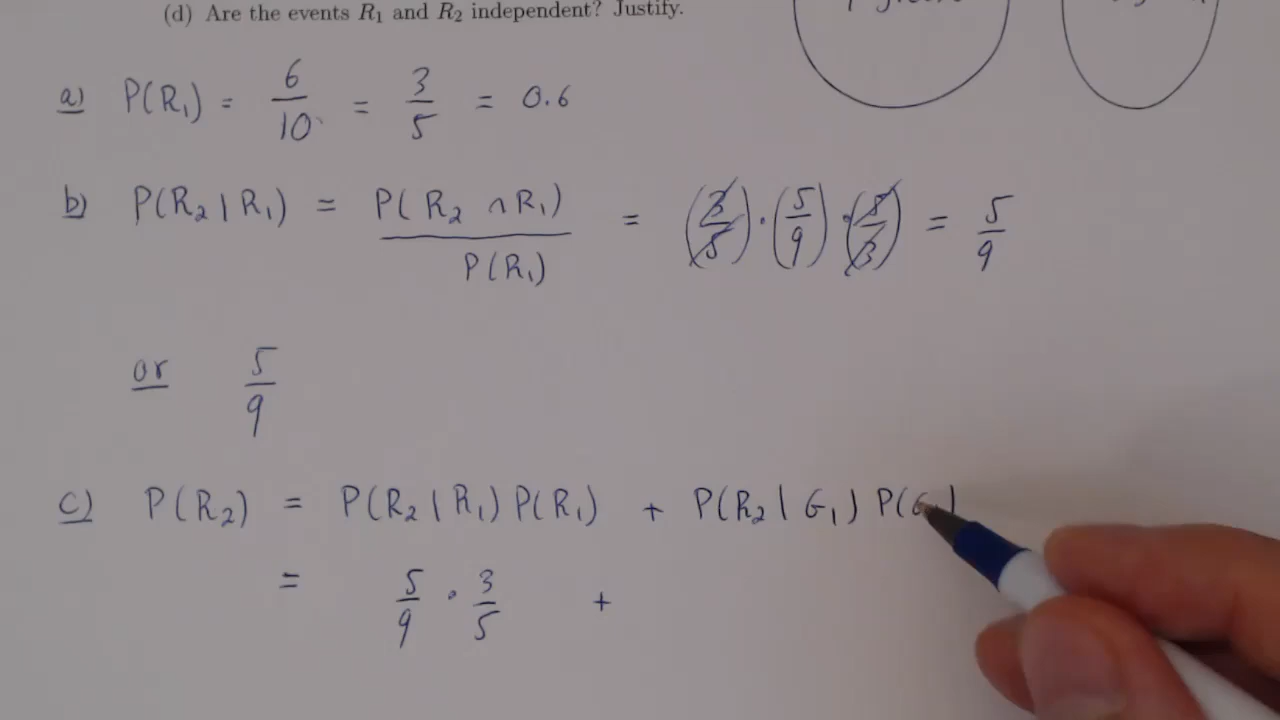 (d) Are the events R₁ and R₂ independent? Justify.
a) P(R₁) = 6/10 = 3/5 = 0.6
b) P(R₂ | R₁) = P(R₂ ∩ R₁) / P(R₁) = (3/5) · (5/9) · (5/3) = 5/9
or 5/9
c) P(R₂) = P(R₂ | R₁) P(R₁) + P(R₂ | G₁) P(G₁)
= 5/9 · 3/5 +